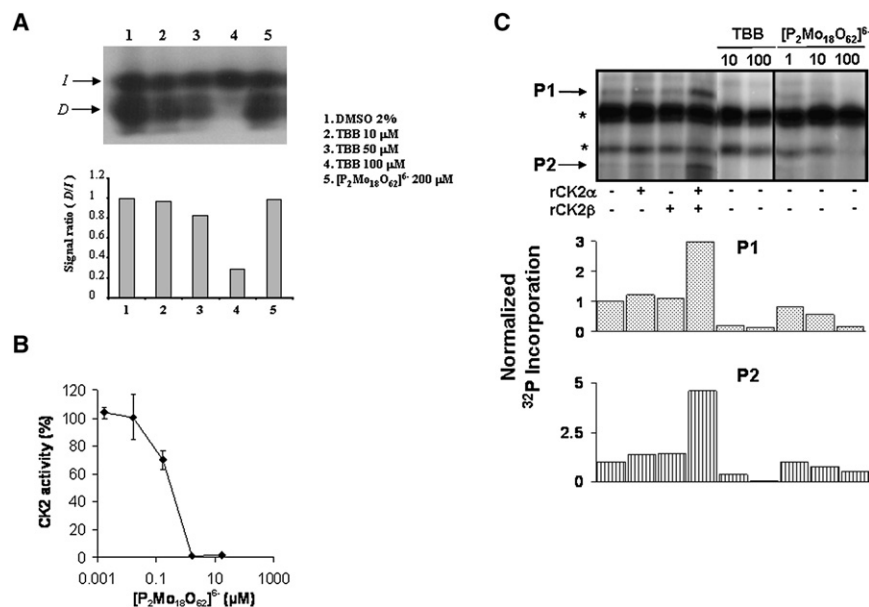 A
1 2 3 4 5
I
D
1. DMSO 2%
2. TBB 10 µM
3. TBB 50 µM
4. TBB 100 µM
5. [P₂Mo₁₈O₆₂]⁶⁻ 200 µM
Signal ratio (D/I)
1.2
1
0.8
0.6
0.4
0.2
0
1 2 3 4 5
B
CK2 activity (%)
120
100
80
60
40
20
0
0.001 0.1 10 1000
[P₂Mo₁₈O₆₂]⁶⁻ (µM)
C
TBB [P₂Mo₁₈O₆₂]⁶⁻
10 100 1 10 100
P1
*
*
P2
rCK2α - + - + - - - - -
rCK2β - - + + - - - - -
Normalized
³²P Incorporation
P1
3
2
1
0
P2
5
2.5
0